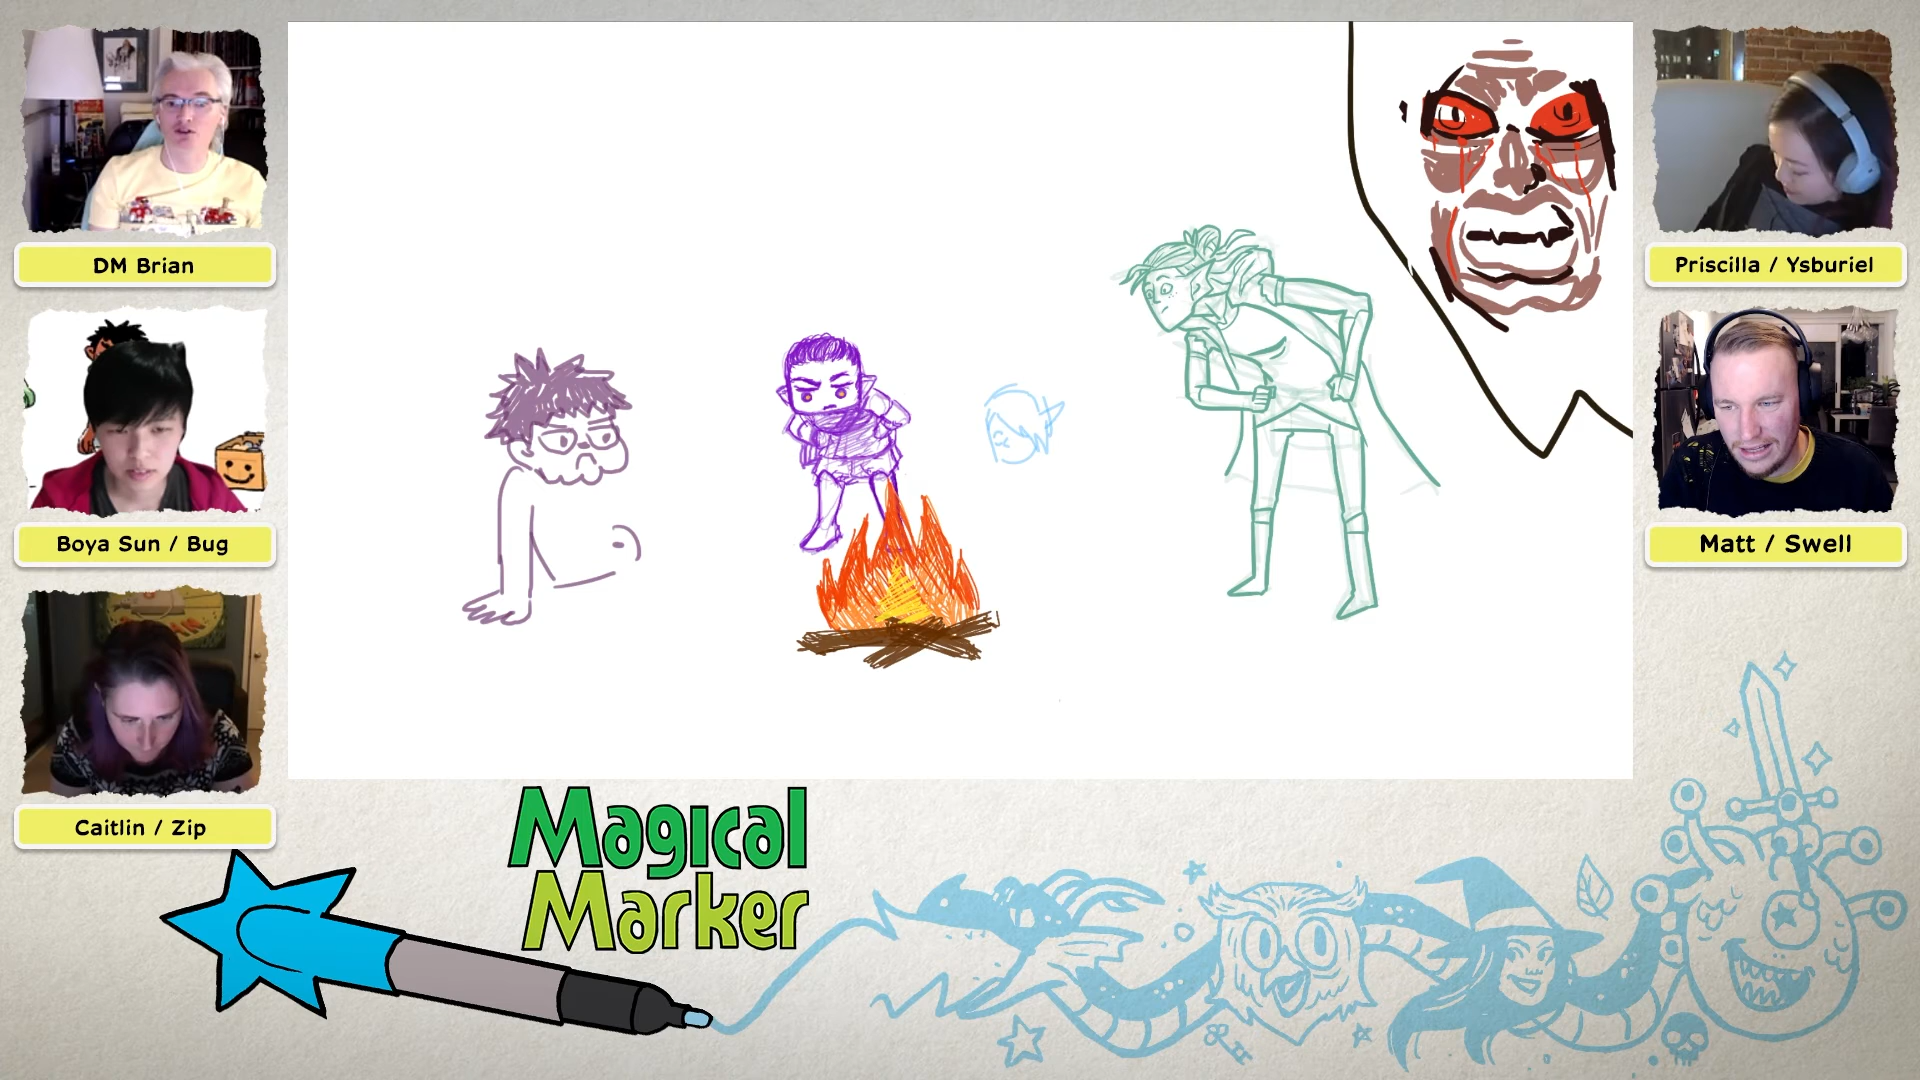 DM Brian
Priscilla / Ysburiel
Boya Sun / Bug
Matt / Swell
Caitlin / Zip
Magical
Marker